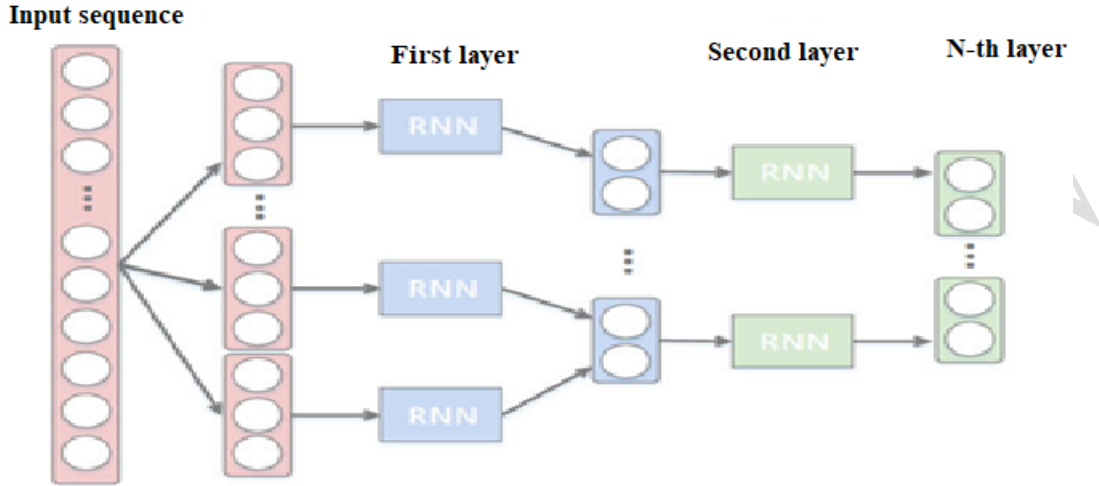 Input sequence
First layer
Second layer
N-th layer
RNN
RNN
RNN
RNN
RNN